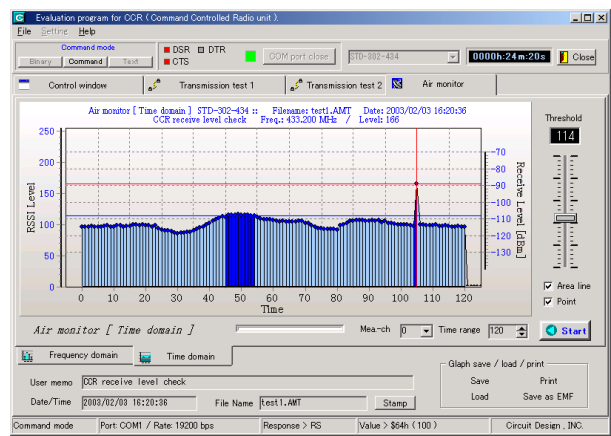 Evaluation program for CCR ( Command Controlled Radio unit ).
File Setting Help
Command mode
Binary Command Text
DSR DTR
CTS
COM port close
STD-302-434
0000h:24m:20s
Close
Control window
Transmission test 1
Transmission test 2
Air monitor
Air monitor [ Time domain ] STD-302-434 :: Filename: test1.AMT Date: 2003/02/03 16:20:36
CCR receive level check Freq.: 433.200 MHz / Level: 166
Threshold
114
250
200
150
100
50
0
RSSI Level
-70
-80
-90
-100
-110
-120
-130
Receive Level [dBm]
0 10 20 30 40 50 60 70 80 90 100 110 120
Time
Area line
Point
Air monitor [ Time domain ]
Mea.-ch 0
Time range 120
Start
Frequency domain
Time domain
User memo CCR receive level check
Date/Time 2003/02/03 16:20:36
File Name test1.AMT
Stamp
Glaph save / load / print
Save Print
Load Save as EMF
Command mode
Port: COM1 / Rate: 19200 bps
Response > RS
Value > $64h ( 100 )
Circuit Design , INC.